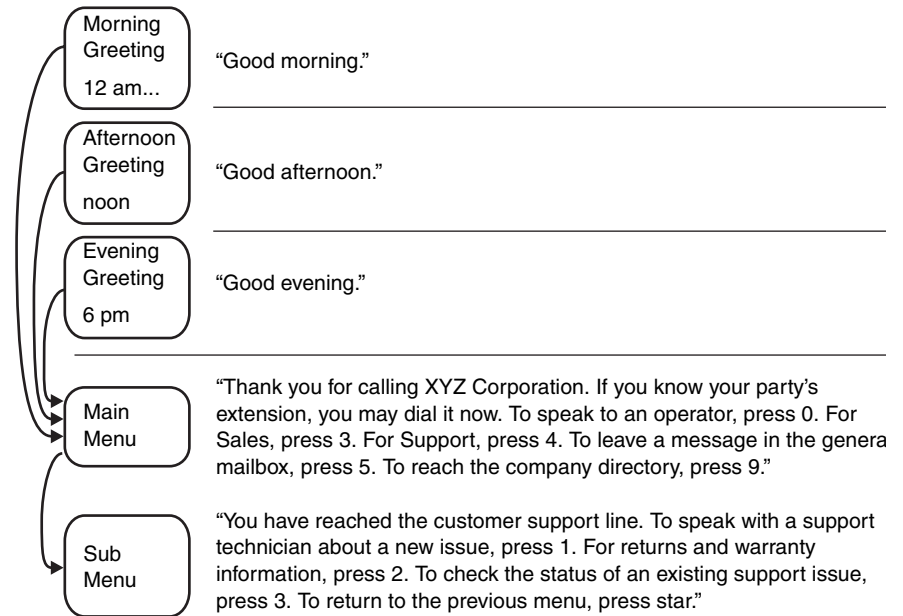 Morning
Greeting
12 am...
“Good morning.”
Afternoon
Greeting
noon
“Good afternoon.”
Evening
Greeting
6 pm
“Good evening.”
Main
Menu
“Thank you for calling XYZ Corporation. If you know your party’s
extension, you may dial it now. To speak to an operator, press 0. For
Sales, press 3. For Support, press 4. To leave a message in the genera
mailbox, press 5. To reach the company directory, press 9.”
Sub
Menu
“You have reached the customer support line. To speak with a support
technician about a new issue, press 1. For returns and warranty
information, press 2. To check the status of an existing support issue,
press 3. To return to the previous menu, press star.”